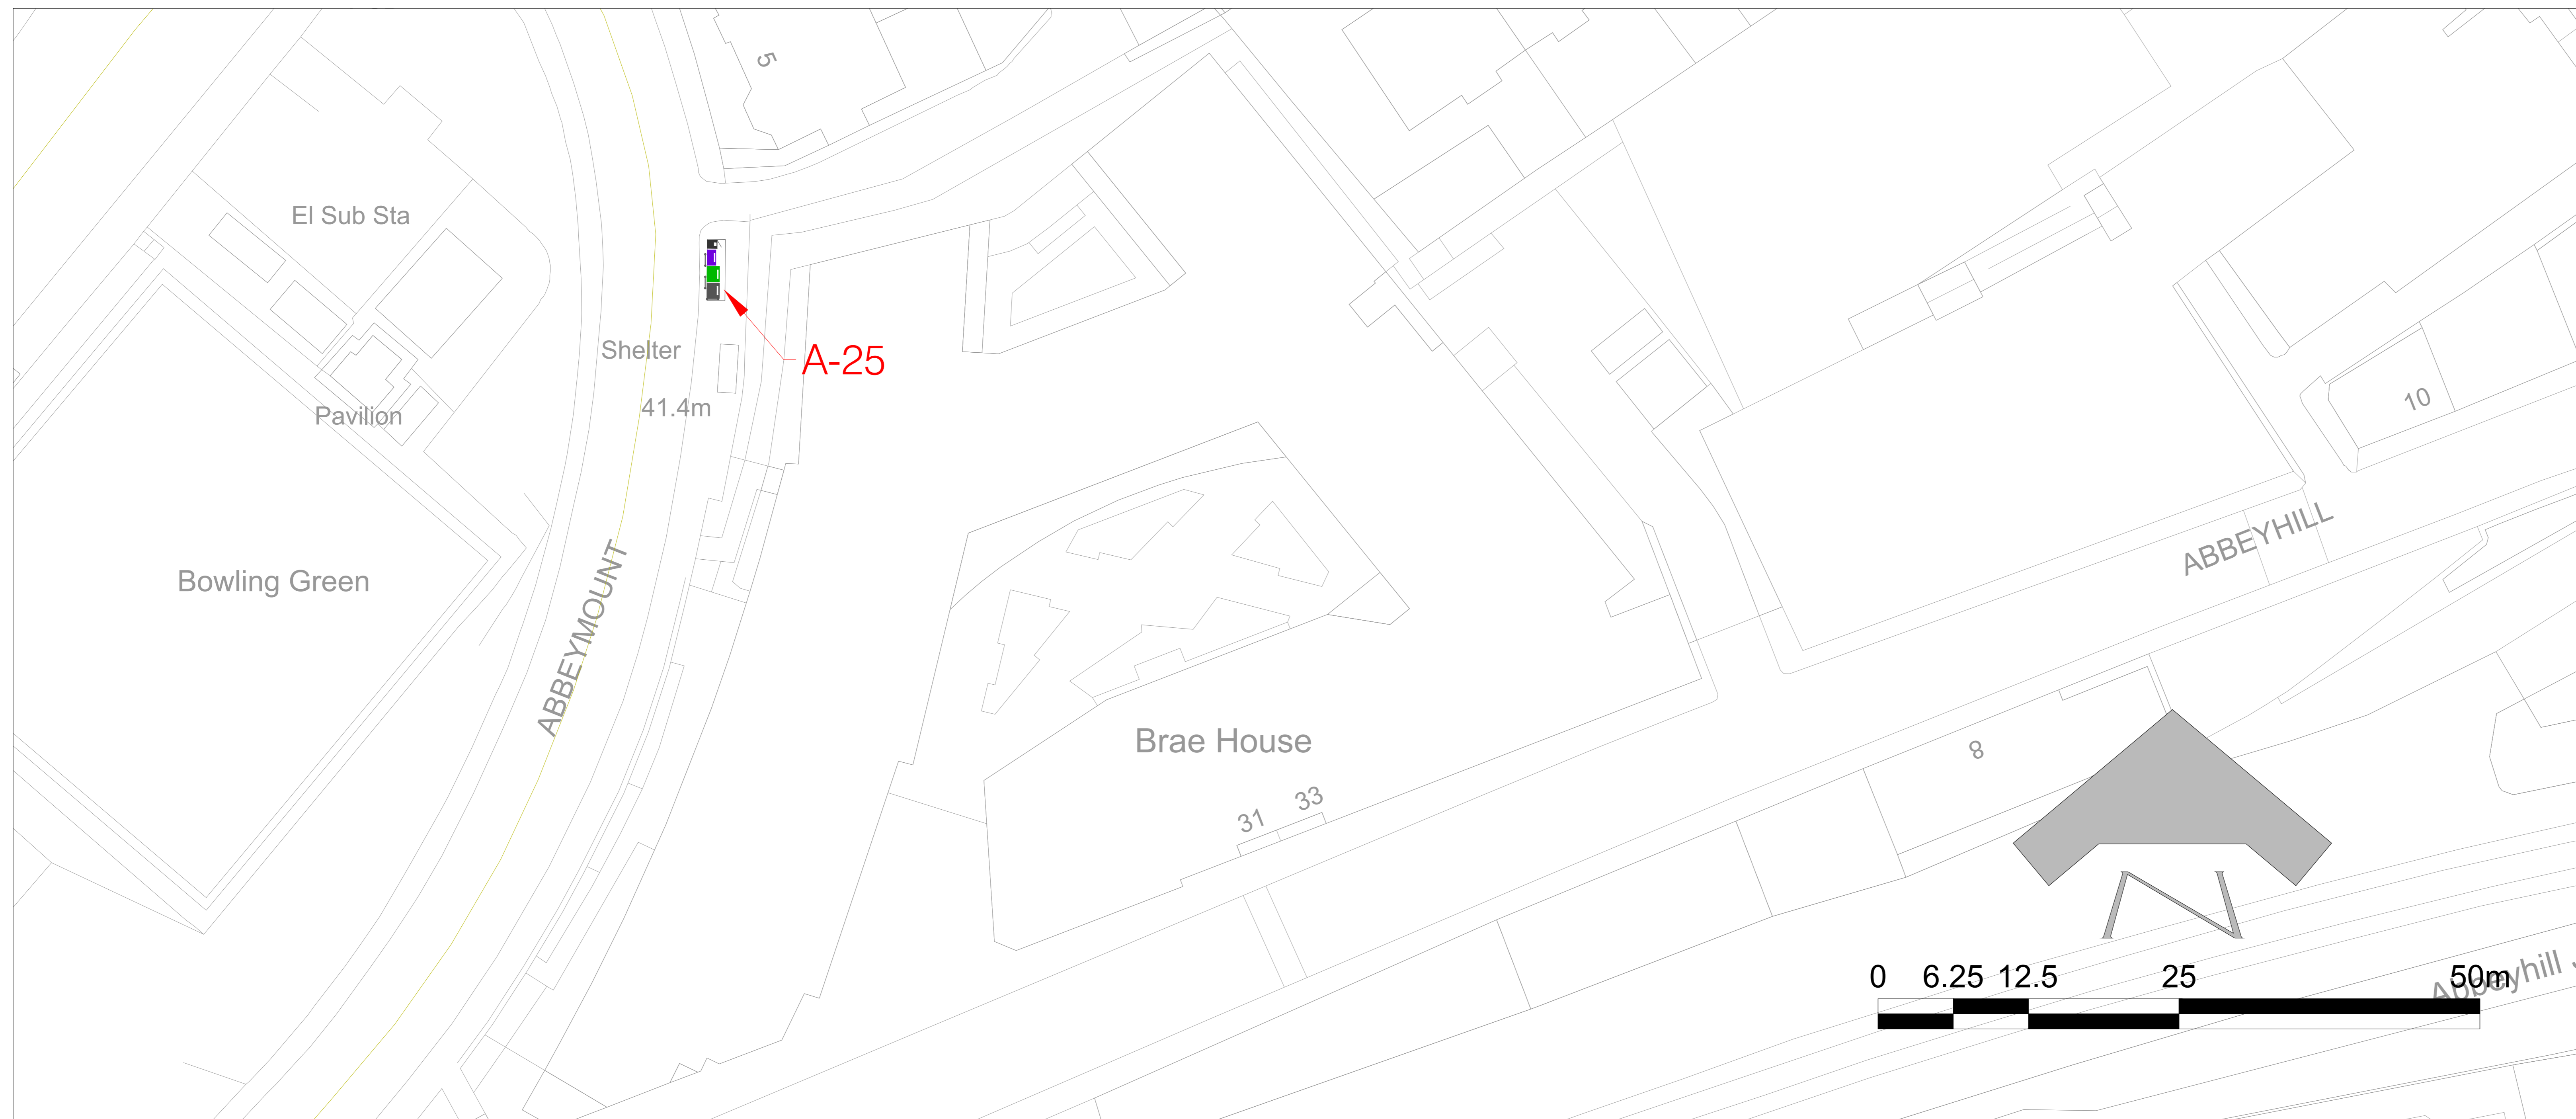 5
El Sub Sta
Shelter
A-25
41.4m
Pavilion
10
ABBEYHILL
Bowling Green
ABBEYMOUNT
Brae House
8
33
31
N
0 6.25 12.5 25 50m
Abbeyhill